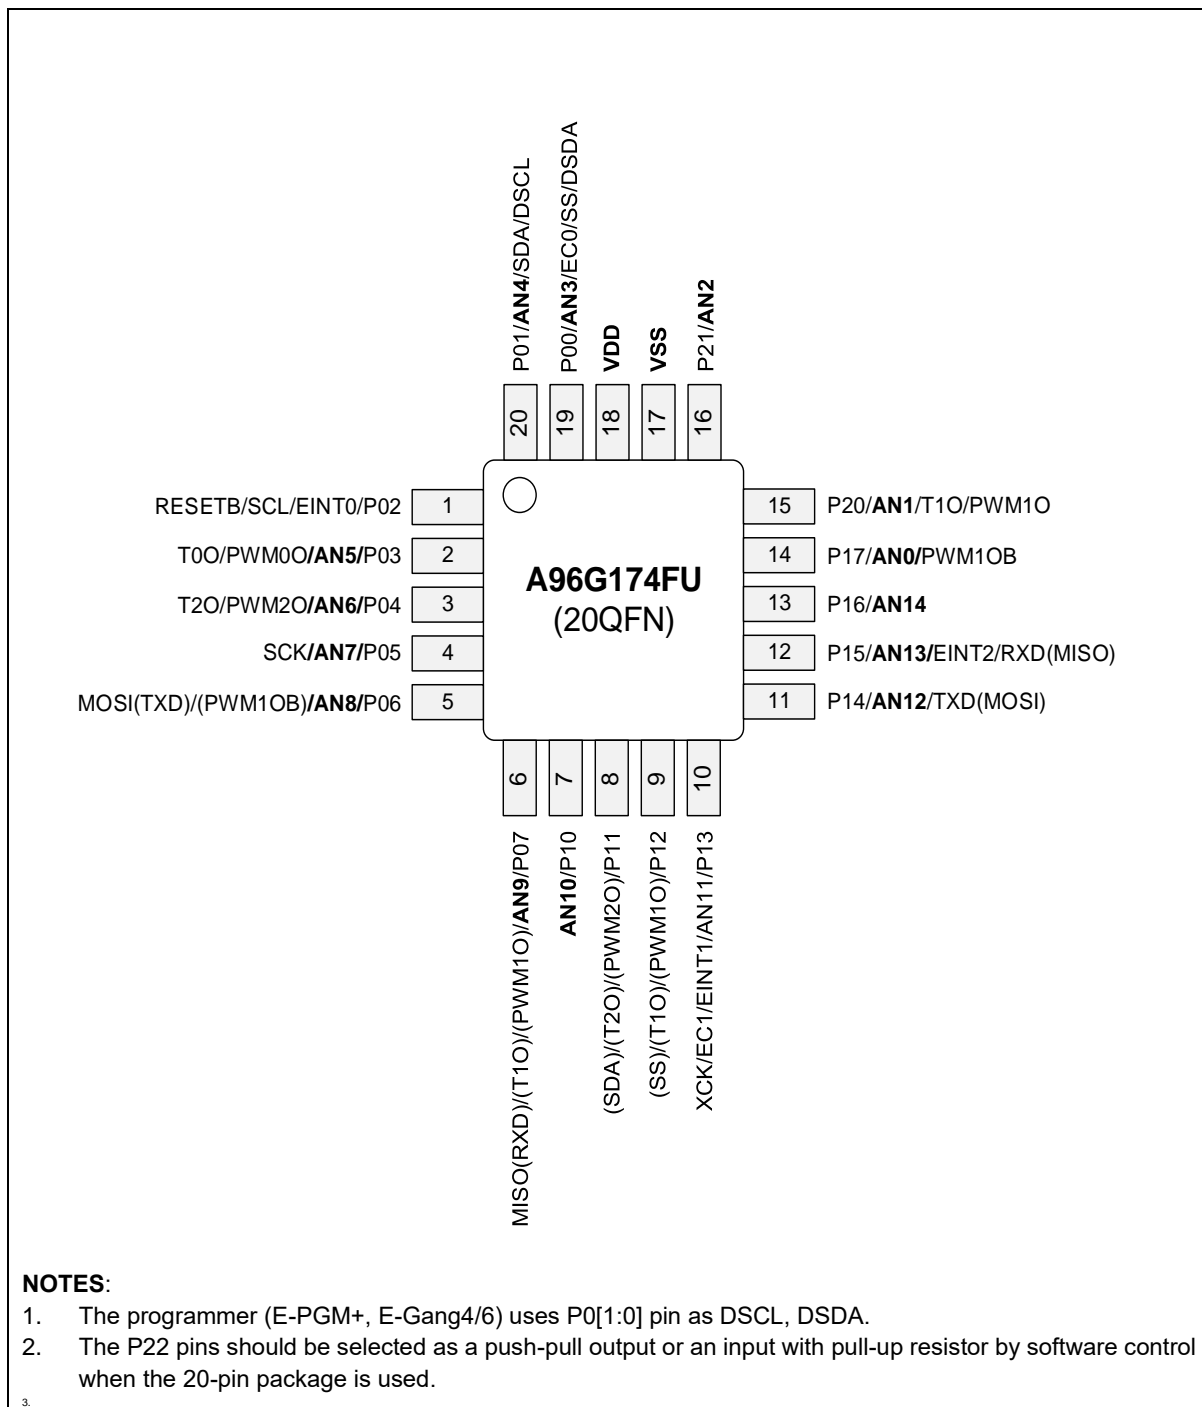 P01/AN4/SDA/DSCL
P00/AN3/EC0/SS/DSDA
VDD
VSS
P21/AN2
20
19
18
17
16
RESETB/SCL/EINT0/P02
1
T0O/PWM0O/AN5/P03
2
T2O/PWM2O/AN6/P04
3
SCK/AN7/P05
4
MOSI(TXD)/(PWM1OB)/AN8/P06
5
A96G174FU
(20QFN)
15
P20/AN1/T1O/PWM1O
14
P17/AN0/PWM1OB
13
P16/AN14
12
P15/AN13/EINT2/RXD(MISO)
11
P14/AN12/TXD(MOSI)
6
7
8
9
10
MISO(RXD)/(T1O)/(PWM1O)/AN9/P07
AN10/P10
(SDA)/(T2O)/(PWM2O)/P11
(SS)/(T1O)/(PWM1O)/P12
XCK/EC1/EINT1/AN11/P13
NOTES:
1. The programmer (E-PGM+, E-Gang4/6) uses P0[1:0] pin as DSCL, DSDA.
2. The P22 pins should be selected as a push-pull output or an input with pull-up resistor by software control
when the 20-pin package is used.
3.